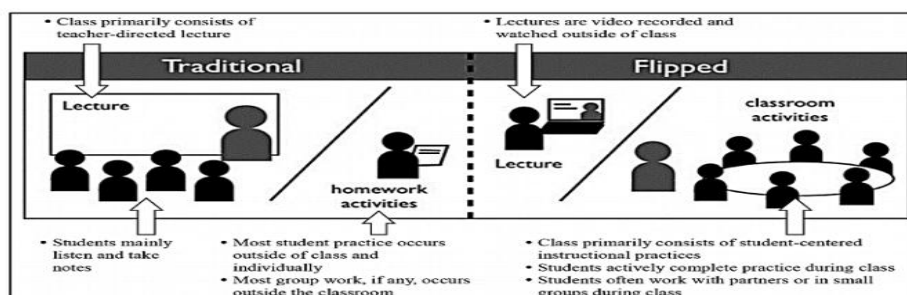 • Class primarily consists of
teacher-directed lecture
• Lectures are video recorded and
watched outside of class
Traditional
Flipped
Lecture
homework
activities
Lecture
classroom
activities
• Students mainly
listen and take
notes
• Most student practice occurs
outside of class and
individually
• Most group work, if any, occurs
outside the classroom
• Class primarily consists of student-centered
instructional practices
• Students actively complete practice during class
• Students often work with partners or in small
groups during class